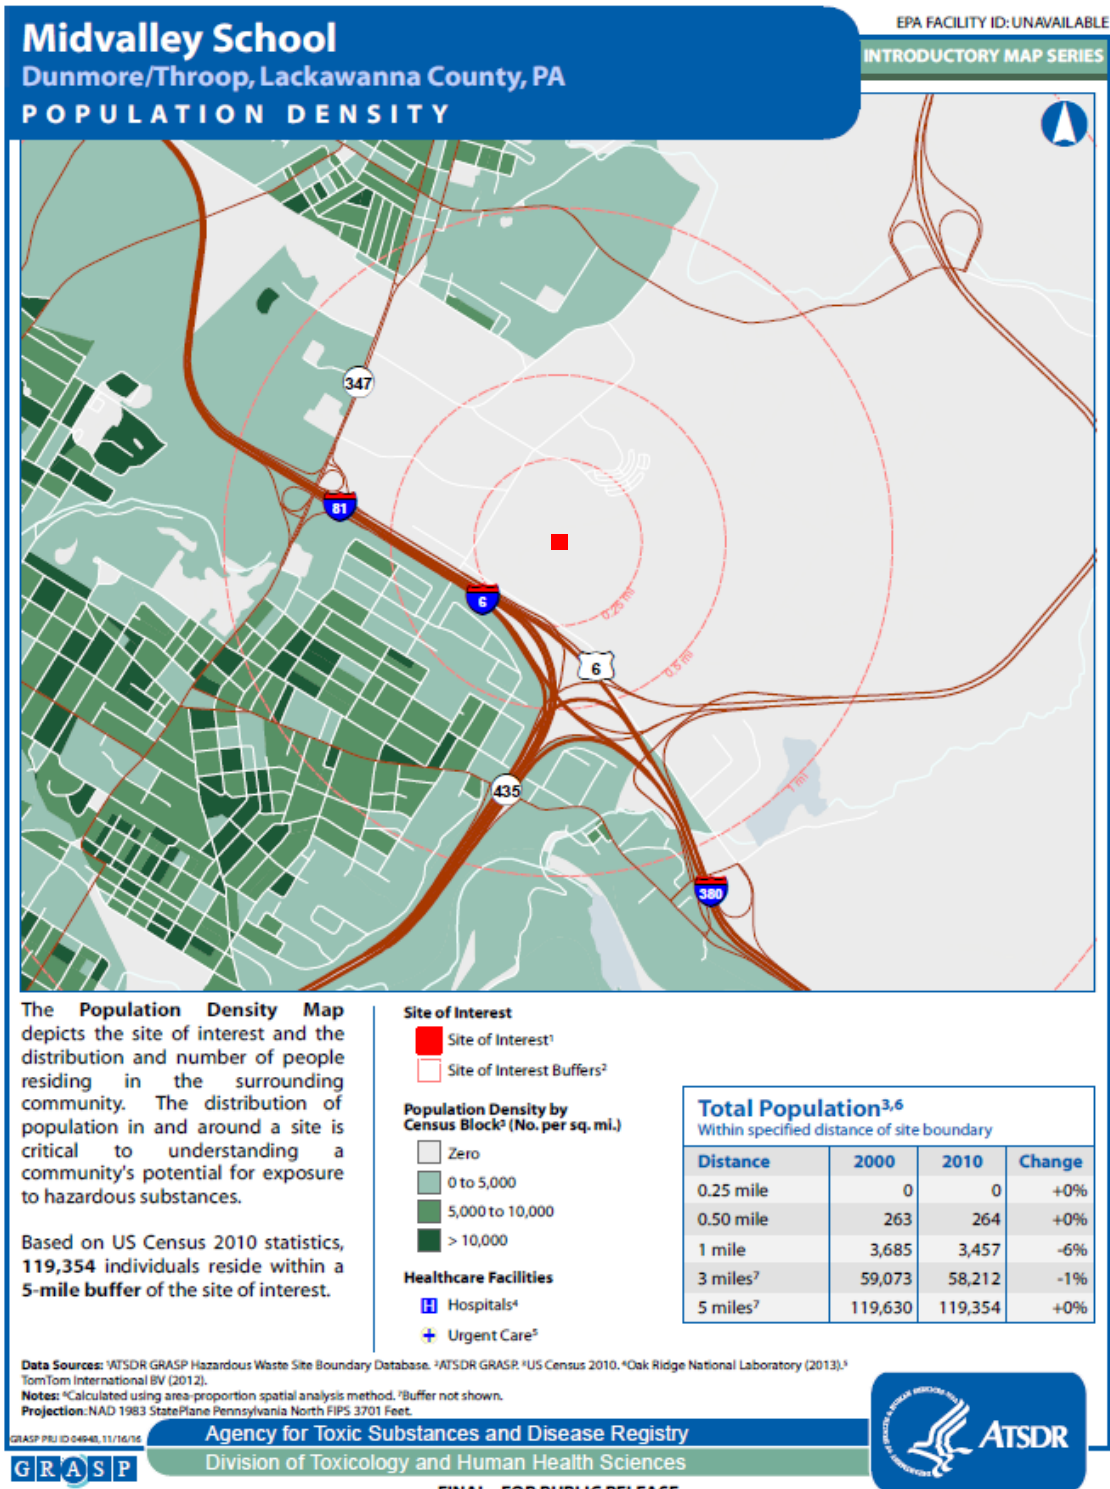 Midvalley School
Dunmore/Throop, Lackawanna County, PA
POPULATION DENSITY
EPA FACILITY ID: UNAVAILABLE
INTRODUCTORY MAP SERIES
347
81
6
0.25 mi
6
0.5 mi
1 mi
435
380
The Population Density Map
depicts the site of interest and the
distribution and number of people
residing in the surrounding
community. The distribution of
population in and around a site is
critical to understanding a
community's potential for exposure
to hazardous substances.
Based on US Census 2010 statistics,
119,354 individuals reside within a
5-mile buffer of the site of interest.
Site of Interest
Site of Interest¹
Site of Interest Buffers²
Population Density by
Census Block³ (No. per sq. mi.)
Zero
0 to 5,000
5,000 to 10,000
> 10,000
Healthcare Facilities
H Hospitals⁴
Urgent Care⁵
Total Population³,⁶
Within specified distance of site boundary
Distance 2000 2010 Change
0.25 mile 0 0 +0%
0.50 mile 263 264 +0%
1 mile 3,685 3,457 -6%
3 miles⁷ 59,073 58,212 -1%
5 miles⁷ 119,630 119,354 +0%
Data Sources: ¹ATSDR GRASP Hazardous Waste Site Boundary Database. ²ATSDR GRASP. ³US Census 2010. ⁴Oak Ridge National Laboratory (2013).⁵
TomTom International BV (2012).
Notes: ⁶Calculated using area-proportion spatial analysis method. ⁷Buffer not shown.
Projection: NAD 1983 StatePlane Pennsylvania North FIPS 3701 Feet.
GRASP PRJ ID 04948, 11/16/16
Agency for Toxic Substances and Disease Registry
Division of Toxicology and Human Health Sciences
GRASP
ATSDR
FINAL - FOR PUBLIC RELEASE